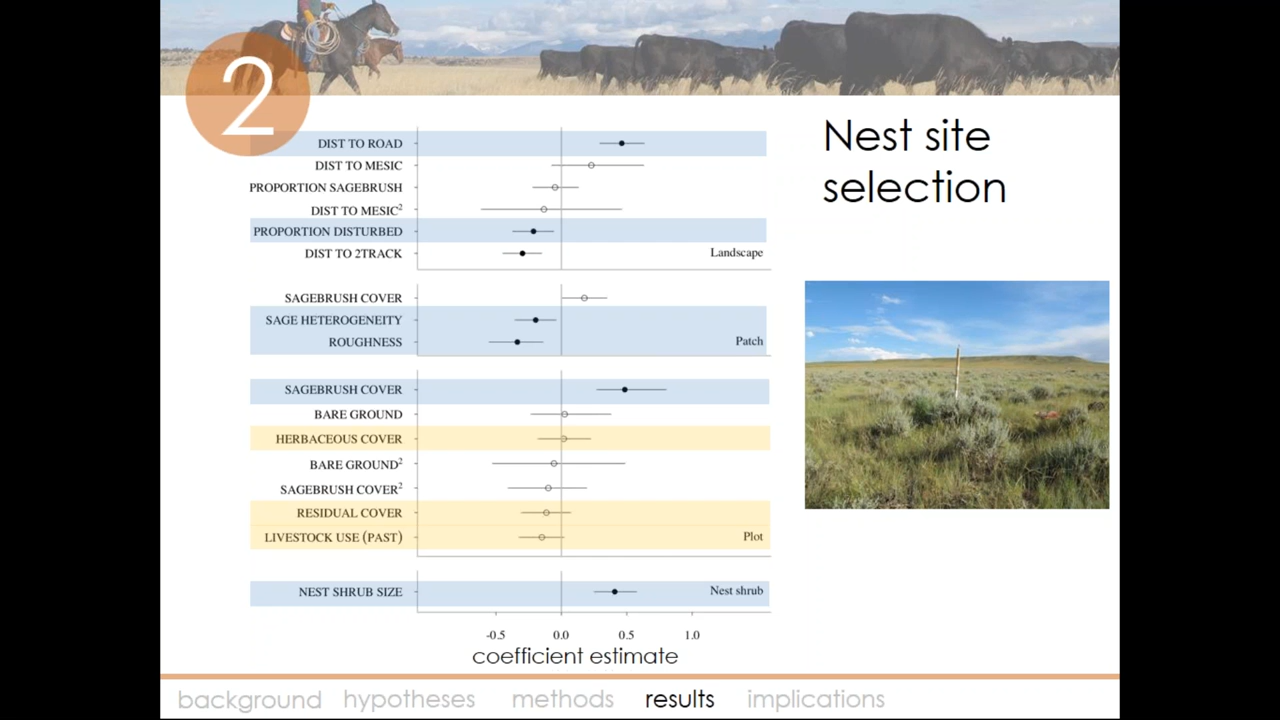 2
Nest site
selection
DIST TO ROAD
DIST TO MESIC
PROPORTION SAGEBRUSH
DIST TO MESIC²
PROPORTION DISTURBED
DIST TO 2TRACK
Landscape
SAGEBRUSH COVER
SAGE HETEROGENEITY
ROUGHNESS
Patch
SAGEBRUSH COVER
BARE GROUND
HERBACEOUS COVER
BARE GROUND²
SAGEBRUSH COVER²
RESIDUAL COVER
LIVESTOCK USE (PAST)
Plot
NEST SHRUB SIZE
Nest shrub
-0.5 0.0 0.5 1.0
coefficient estimate
background hypotheses methods results implications